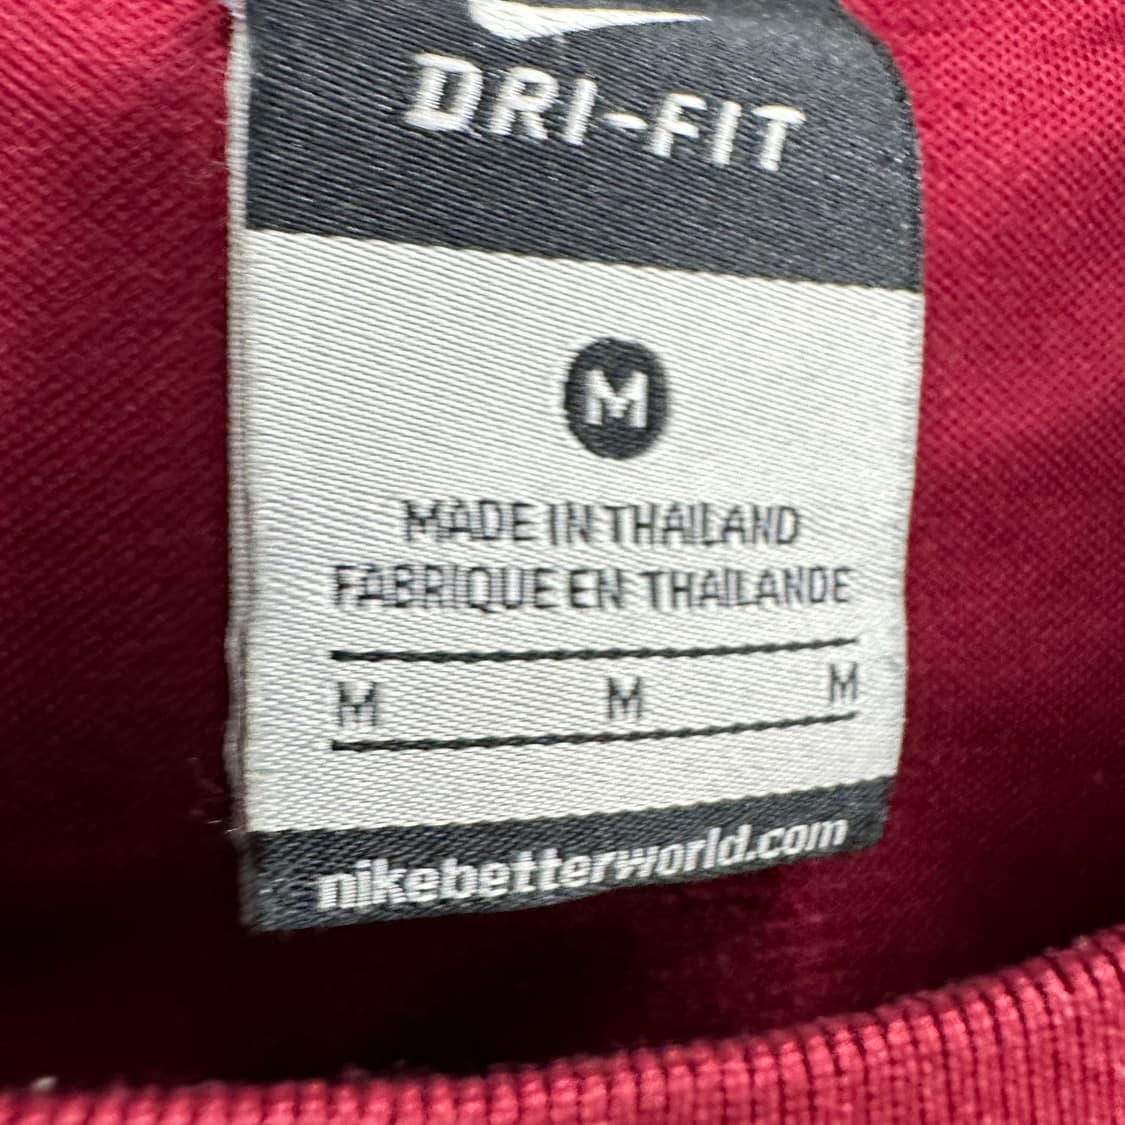 DRI-FIT
M
MADE IN THAILAND
FABRIQUE EN THAILANDE
M M M
nikebetterworld.com